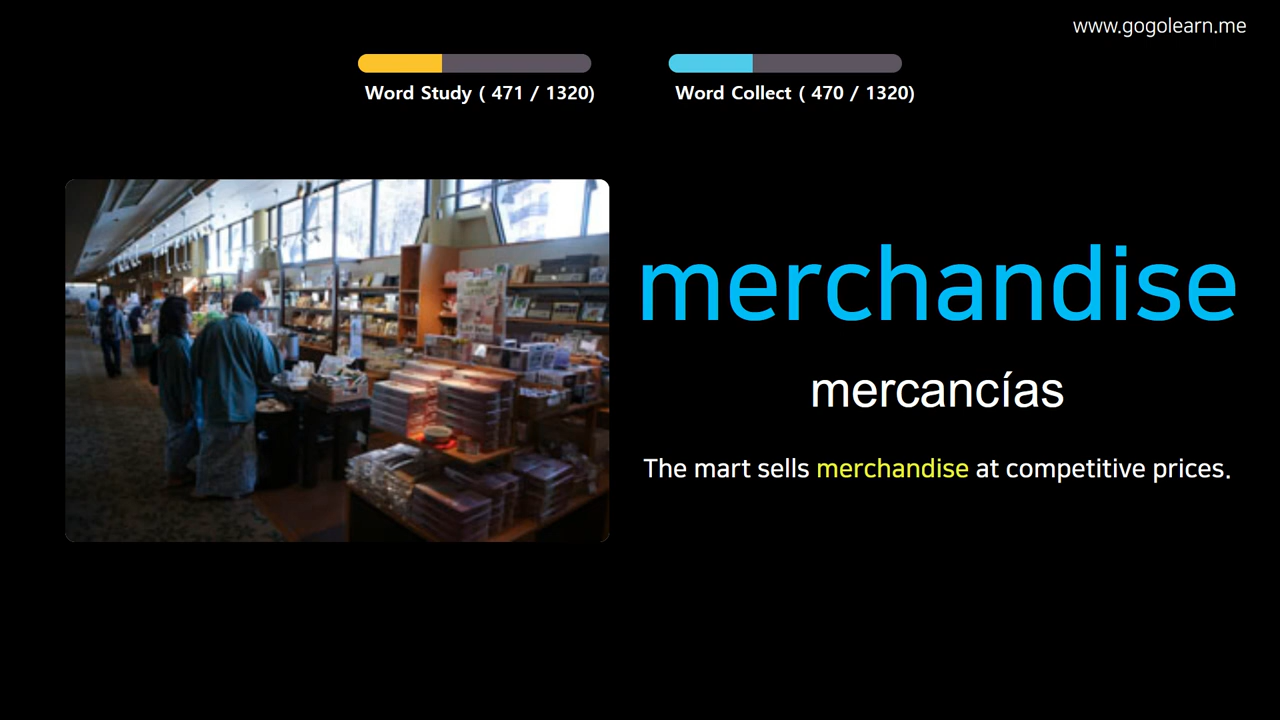 www.gogolearn.me
Word Study ( 471 / 1320)
Word Collect ( 470 / 1320)
merchandise
mercancías
The mart sells merchandise at competitive prices.